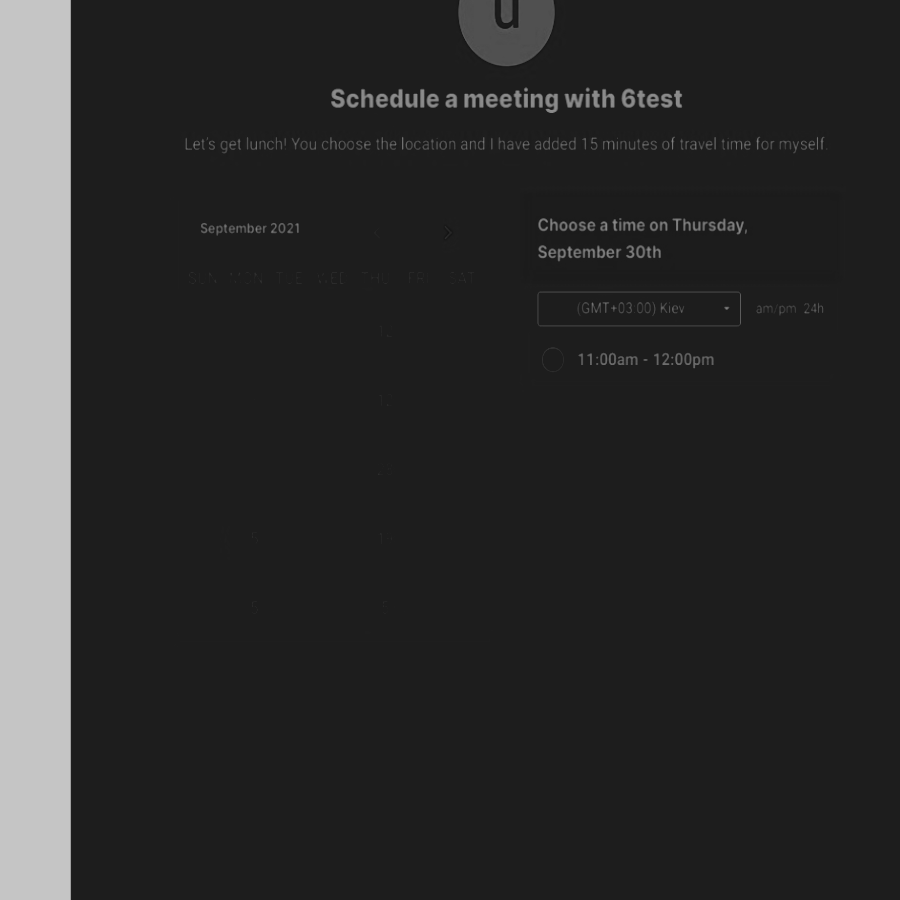 u
Schedule a meeting with 6test
Let's get lunch! You choose the location and I have added 15 minutes of travel time for myself.
September 2021
SUN MON TUE WED THU FRI SAT
Choose a time on Thursday,
September 30th
(GMT+03:00) Kiev
am/pm 24h
11:00am - 12:00pm